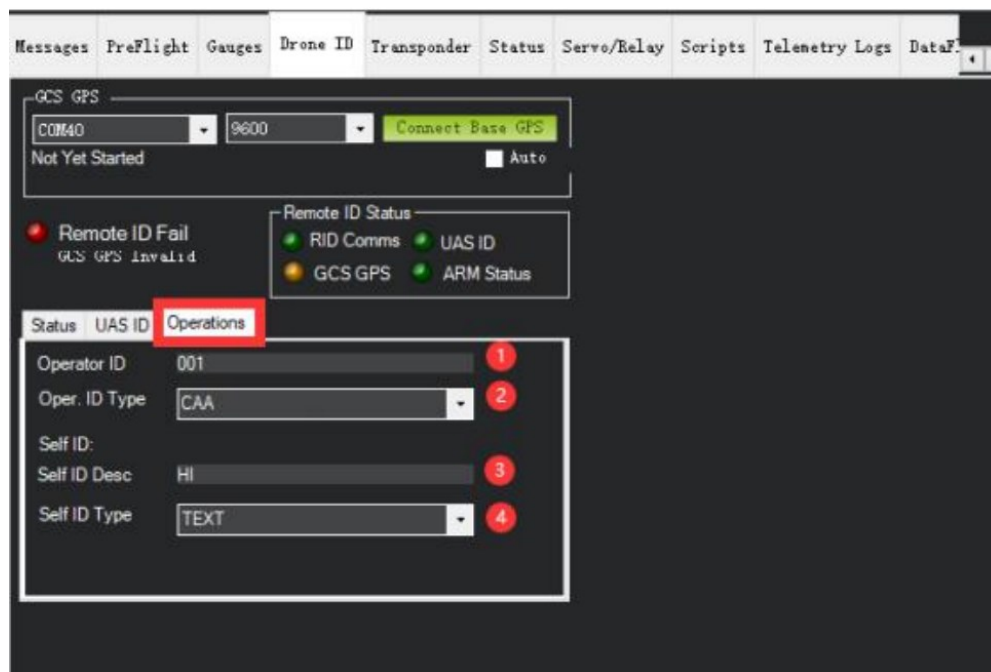 Messages PreFlight Gauges Drone ID Transponder Status Servo/Relay Scripts Telemetry Logs DataF
GCS GPS
COM40 9600 Connect Base GPS
Not Yet Started Auto
Remote ID Fail
GCS GPS Invalid
Remote ID Status
RID Comms UAS ID
GCS GPS ARM Status
Status UAS ID Operations
Operator ID 001 1
Oper. ID Type CAA 2
Self ID:
Self ID Desc HI 3
Self ID Type TEXT 4